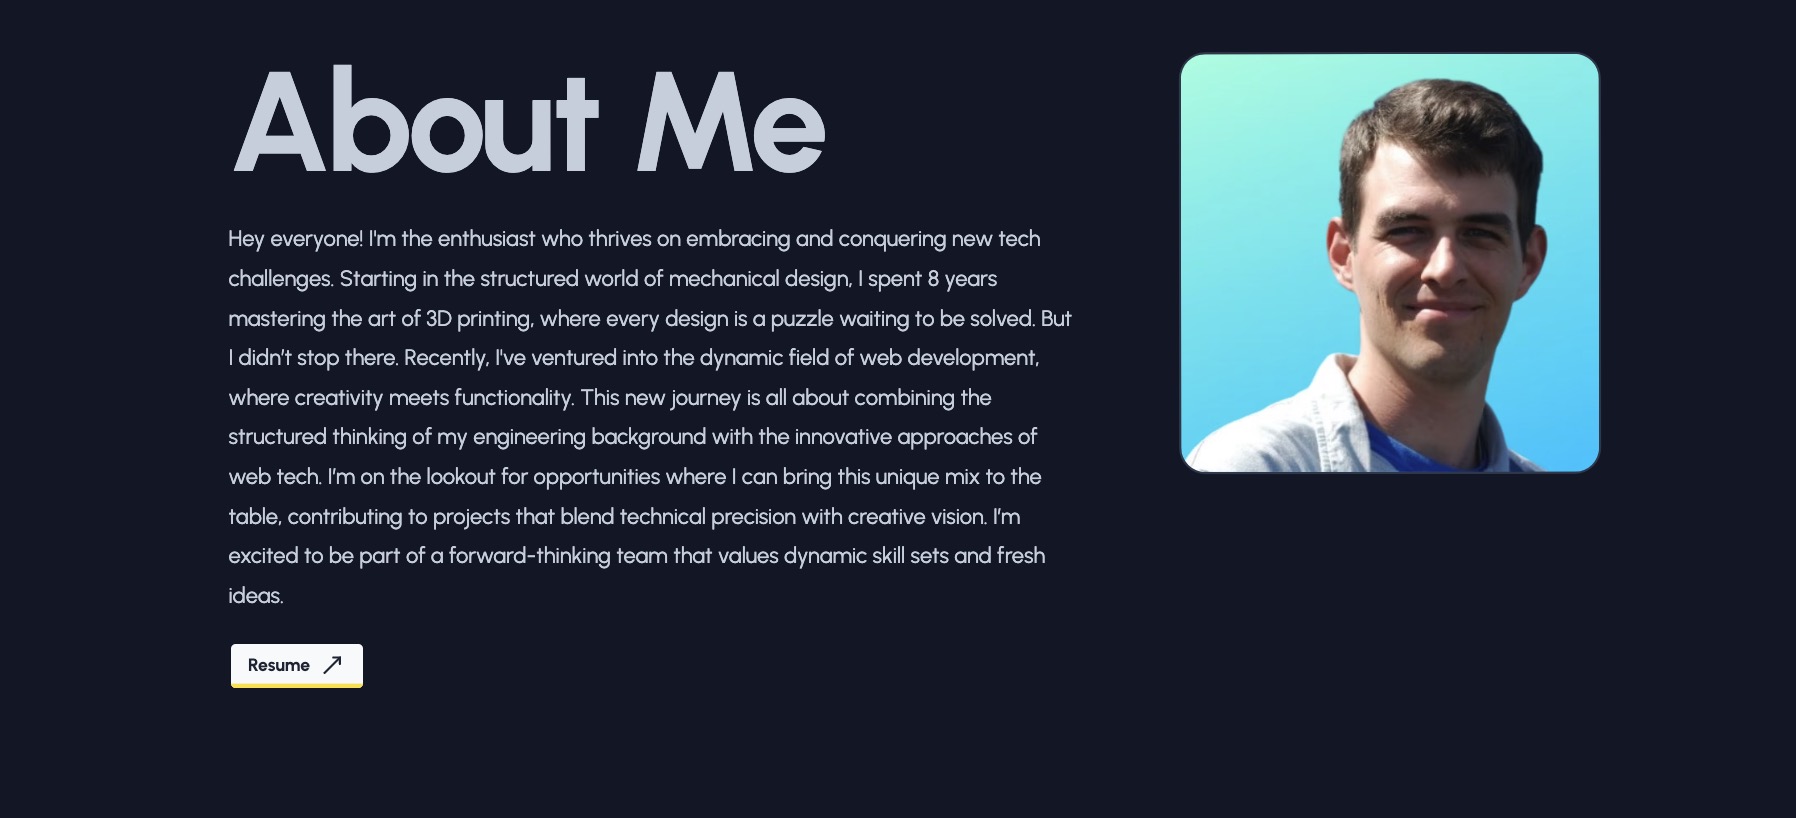 About Me
Hey everyone! I'm the enthusiast who thrives on embracing and conquering new tech
challenges. Starting in the structured world of mechanical design, I spent 8 years
mastering the art of 3D printing, where every design is a puzzle waiting to be solved. But
I didn’t stop there. Recently, I've ventured into the dynamic field of web development,
where creativity meets functionality. This new journey is all about combining the
structured thinking of my engineering background with the innovative approaches of
web tech. I’m on the lookout for opportunities where I can bring this unique mix to the
table, contributing to projects that blend technical precision with creative vision. I’m
excited to be part of a forward-thinking team that values dynamic skill sets and fresh
ideas.
Resume